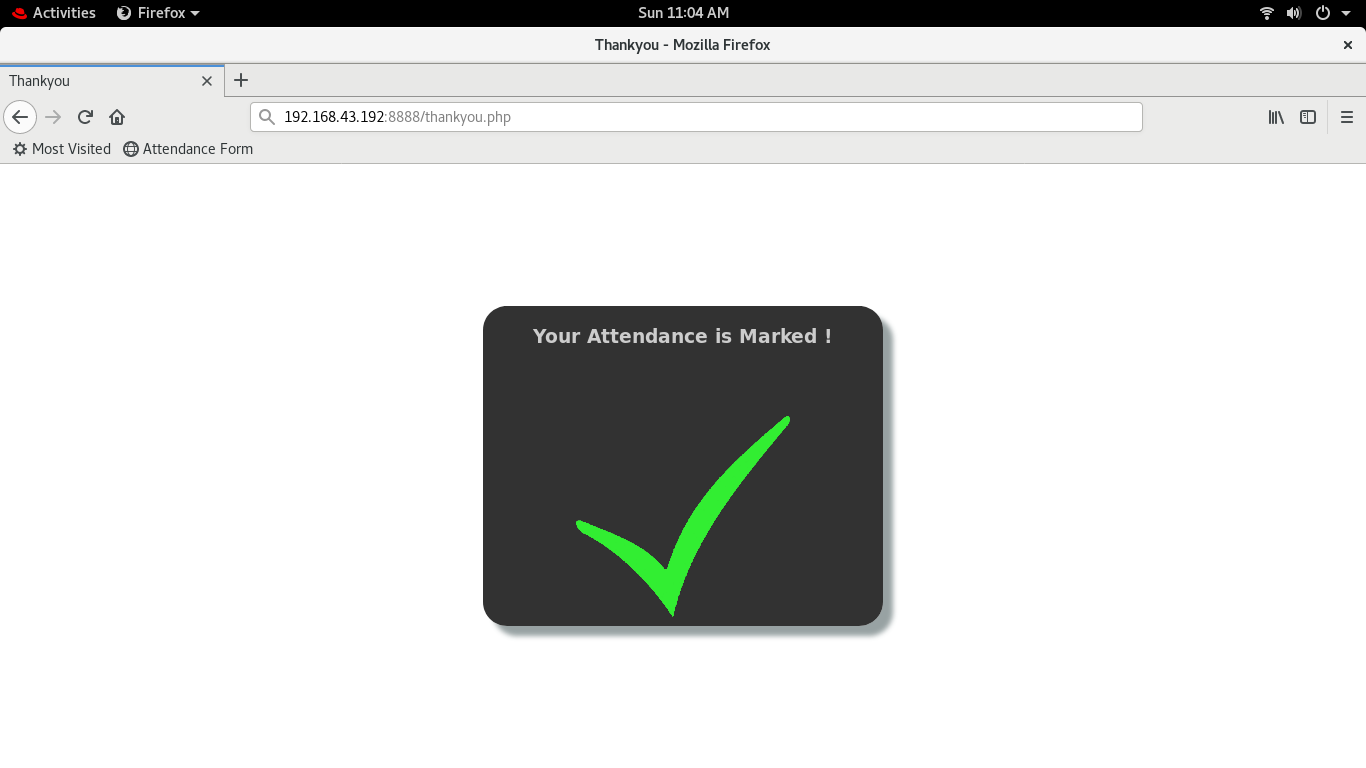 Activities Firefox Sun 11:04 AM
Thankyou - Mozilla Firefox
Thankyou
192.168.43.192:8888/thankyou.php
Most Visited Attendance Form
Your Attendance is Marked !